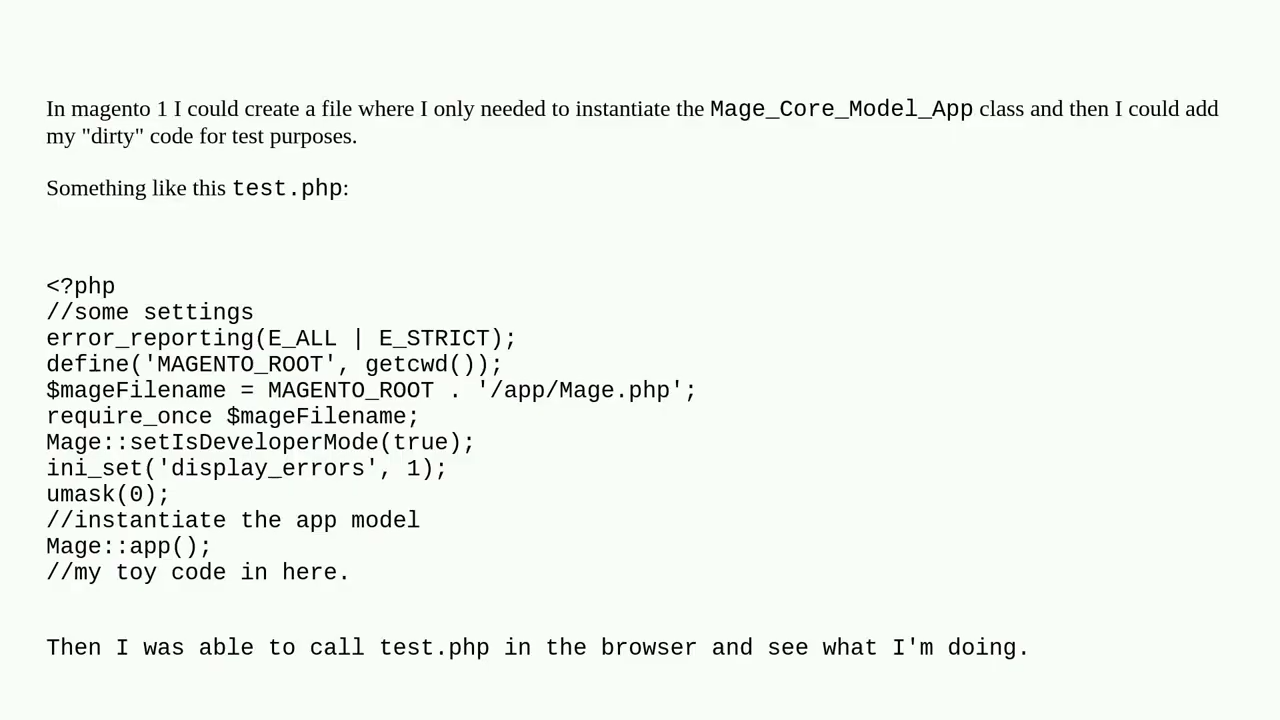 In magento 1 I could create a file where I only needed to instantiate the Mage_Core_Model_App class and then I could add
my "dirty" code for test purposes.
Something like this test.php:
<?php
//some settings
error_reporting(E_ALL | E_STRICT);
define('MAGENTO_ROOT', getcwd());
$mageFilename = MAGENTO_ROOT . '/app/Mage.php';
require_once $mageFilename;
Mage::setIsDeveloperMode(true);
ini_set('display_errors', 1);
umask(0);
//instantiate the app model
Mage::app();
//my toy code in here.
Then I was able to call test.php in the browser and see what I'm doing.